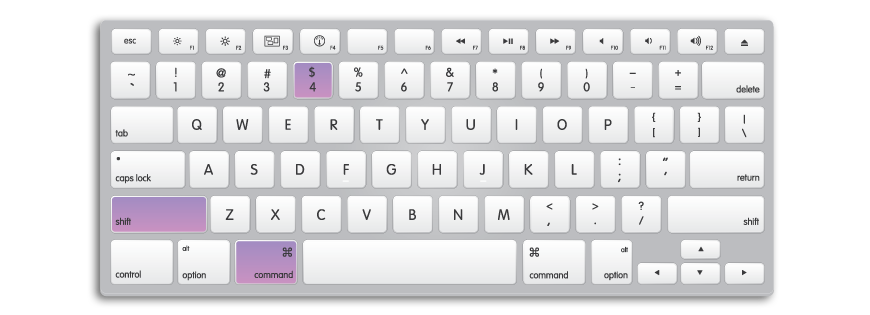 esc F1 F2 F3 F4 F5 F6 F7 F8 F9 F10 F11 F12
~ ! @ # $ % ^ & * ( ) – +
` 1 2 3 4 5 6 7 8 9 0 - = delete
tab Q W E R T Y U I O P { [ } ] | \
caps lock A S D F G H J K L : ; " ' return
shift Z X C V B N M < , > . ? / shift
alt ⌘ ⌘ alt ▲
control option command command option ◀ ▼ ▶